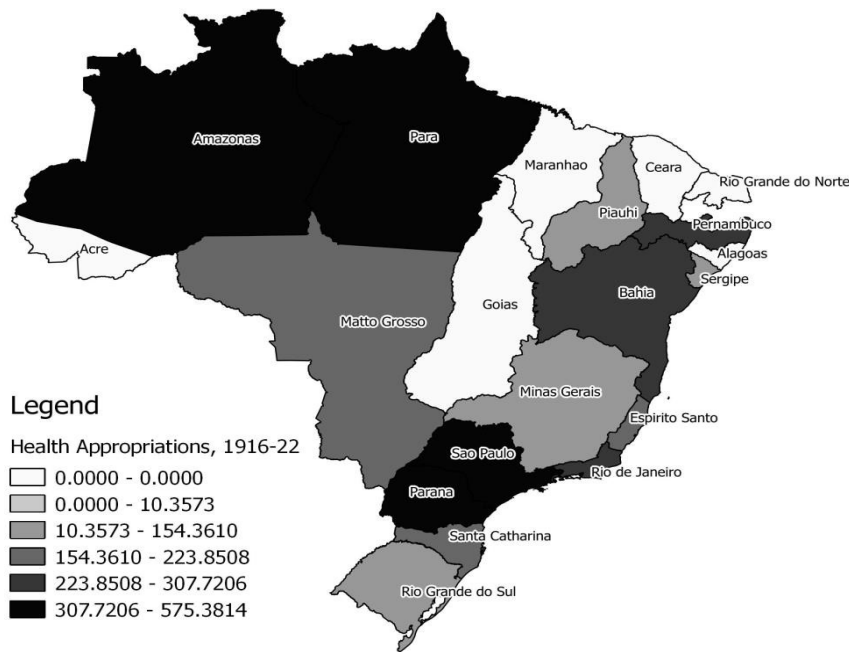 Amazonas
Para
Maranhao
Ceara
Rio Grande do Norte
Piauhi
Pernambuco
Alagoas
Sergipe
Acre
Bahia
Goias
Matto Grosso
Minas Gerais
Espirito Santo
Sao Paulo
Rio de Janeiro
Parana
Santa Catharina
Rio Grande do Sul
Legend
Health Appropriations, 1916-22
0.0000 - 0.0000
0.0000 - 10.3573
10.3573 - 154.3610
154.3610 - 223.8508
223.8508 - 307.7206
307.7206 - 575.3814